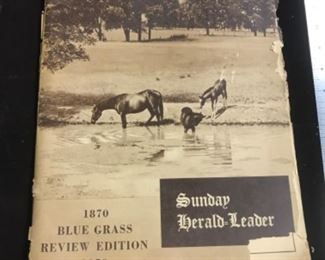 1870
BLUE GRASS
REVIEW EDITION
Sunday
Herald-Leader